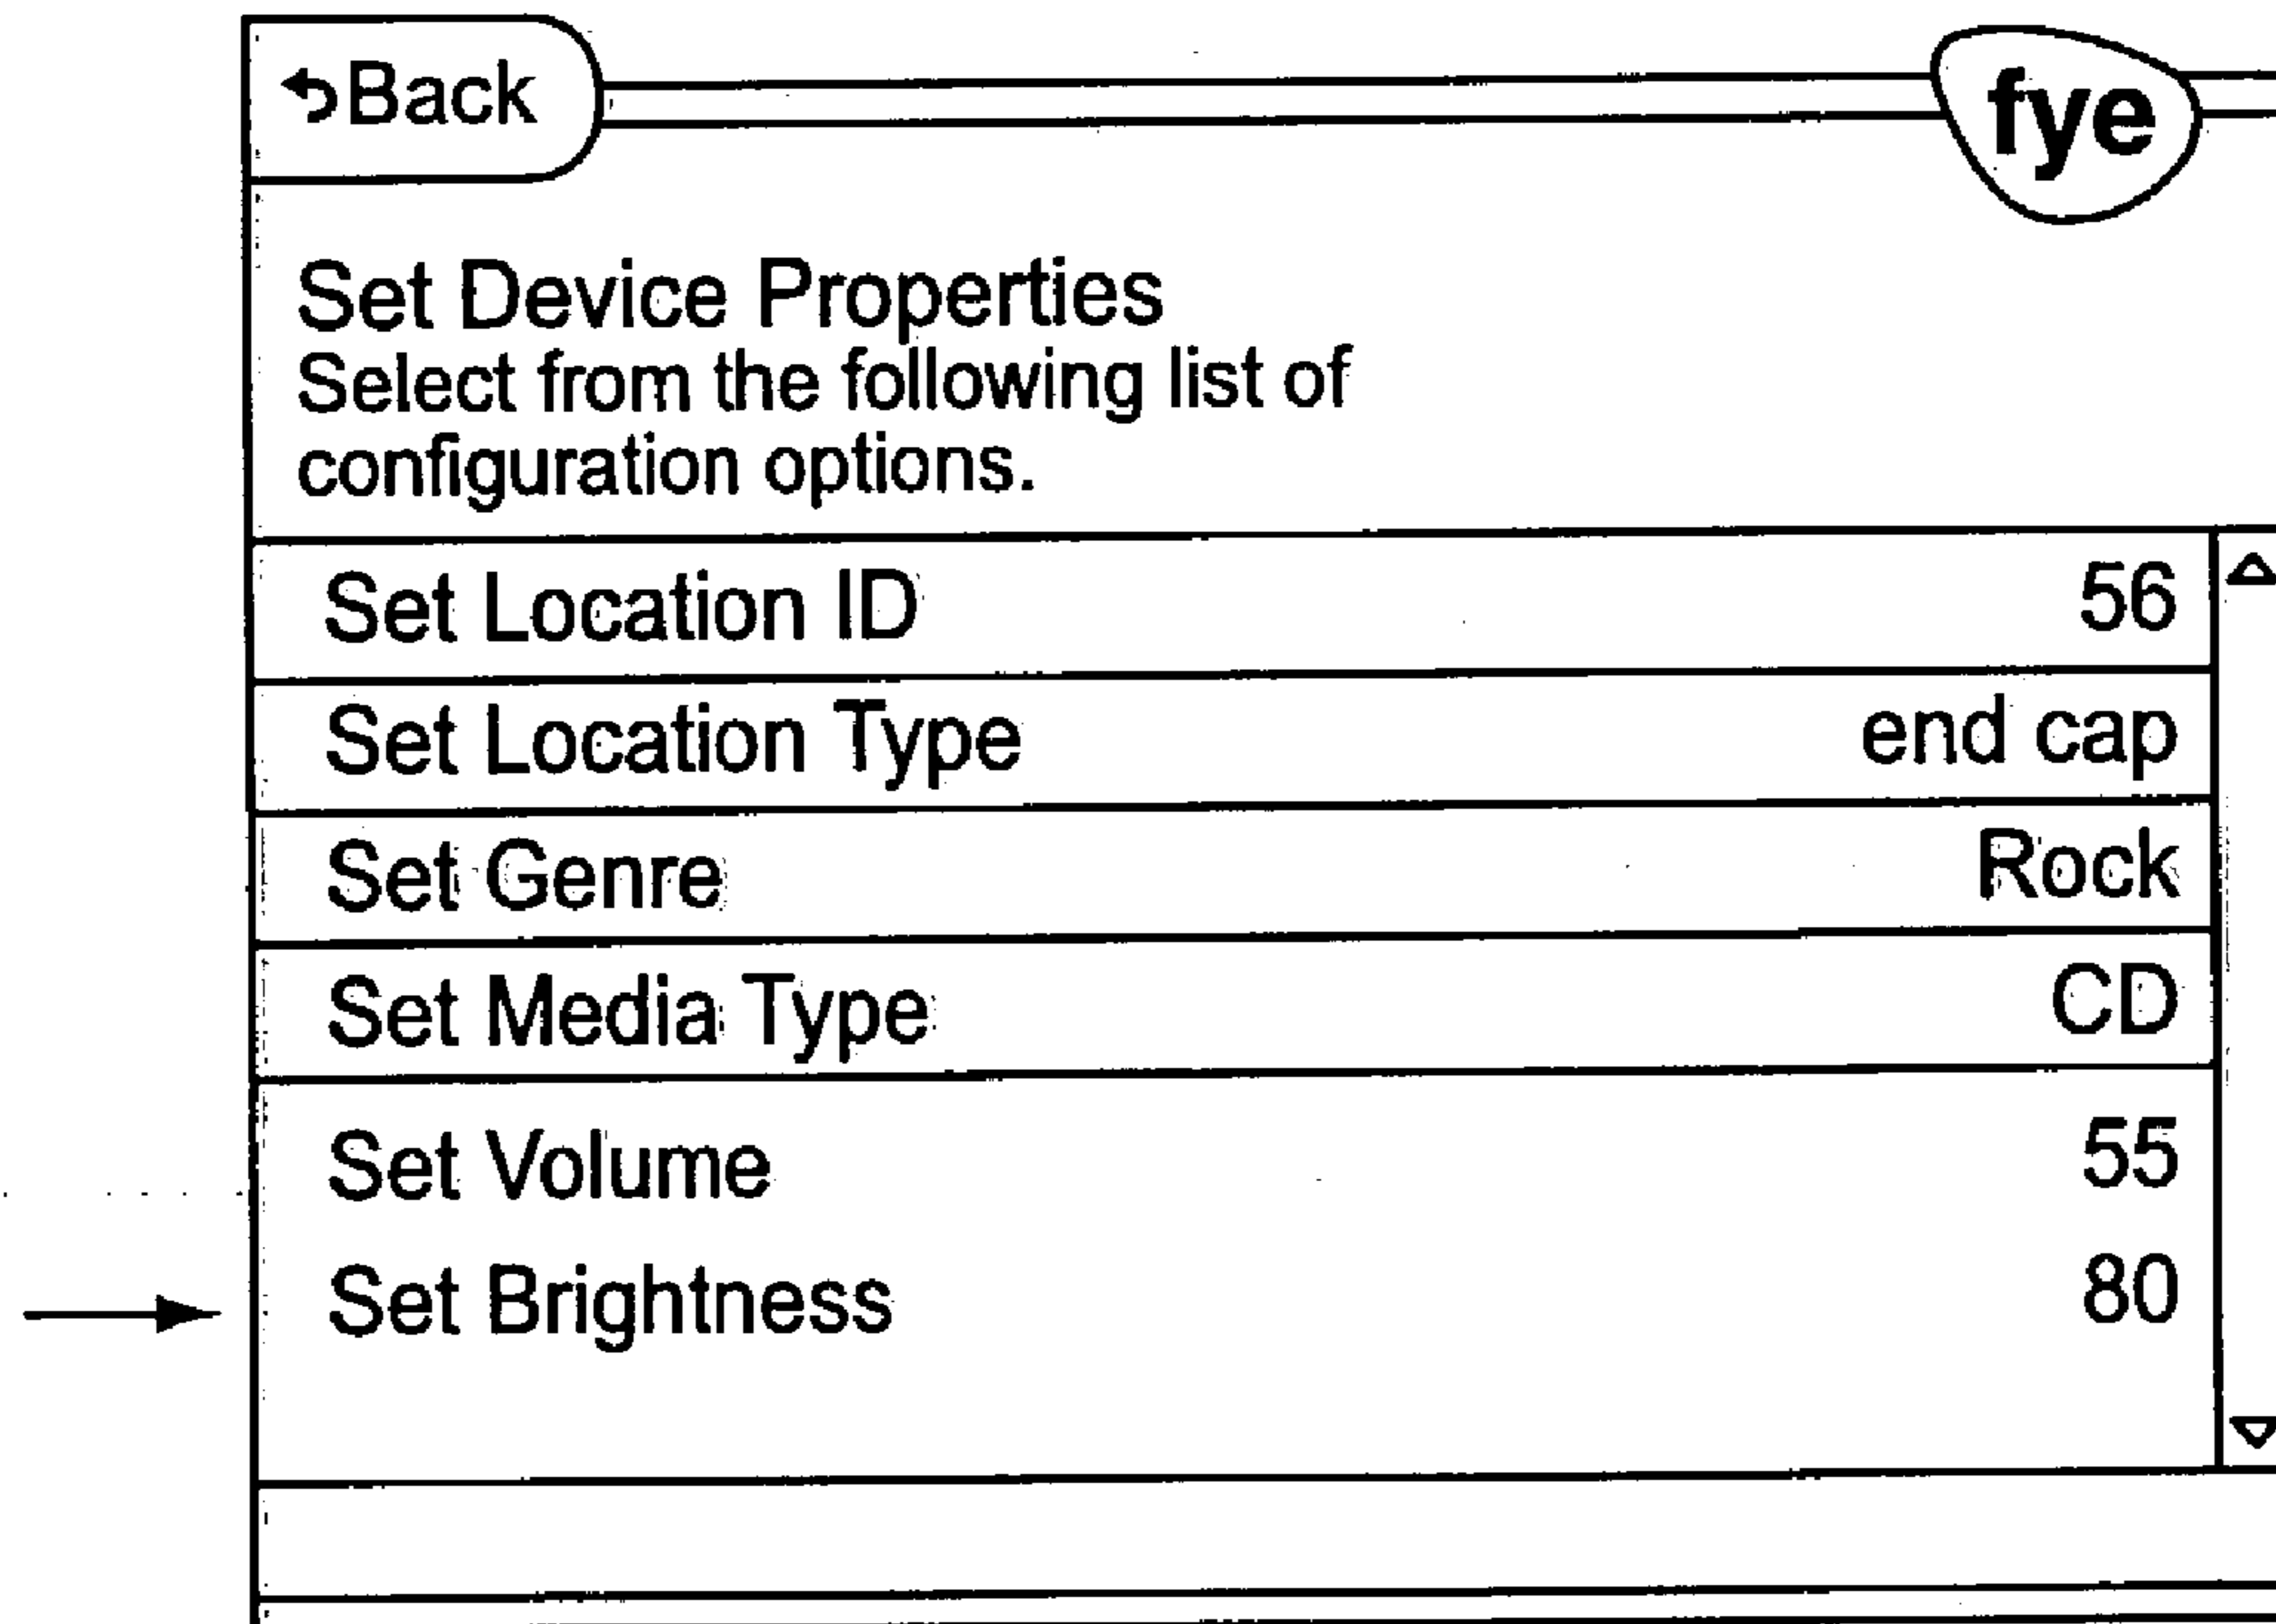 Back
fye
Set Device Properties
Select from the following list of
configuration options.
Set Location ID 56
Set Location Type end cap
Set Genre Rock
Set Media Type CD
Set Volume 55
Set Brightness 80